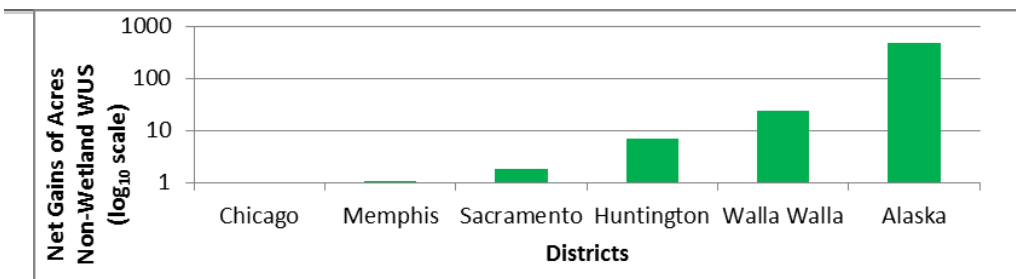 Net Gains of Acres
Non-Wetland WUS
(log₁₀ scale)
1000
100
10
1
Chicago Memphis Sacramento Huntington Walla Walla Alaska
Districts